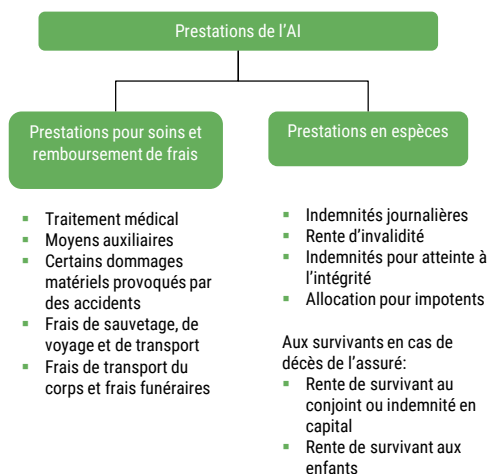 Prestations de l'AI
Prestations pour soins et
remboursement de frais
▪ Traitement médical
▪ Moyens auxiliaires
▪ Certains dommages
matériels provoqués par
des accidents
▪ Frais de sauvetage, de
voyage et de transport
▪ Frais de transport du
corps et frais funéraires
Prestations en espèces
▪ Indemnités journalières
▪ Rente d'invalidité
▪ Indemnités pour atteinte à
l'intégrité
▪ Allocation pour impotents
Aux survivants en cas de
décès de l'assuré:
▪ Rente de survivant au
conjoint ou indemnité en
capital
▪ Rente de survivant aux
enfants